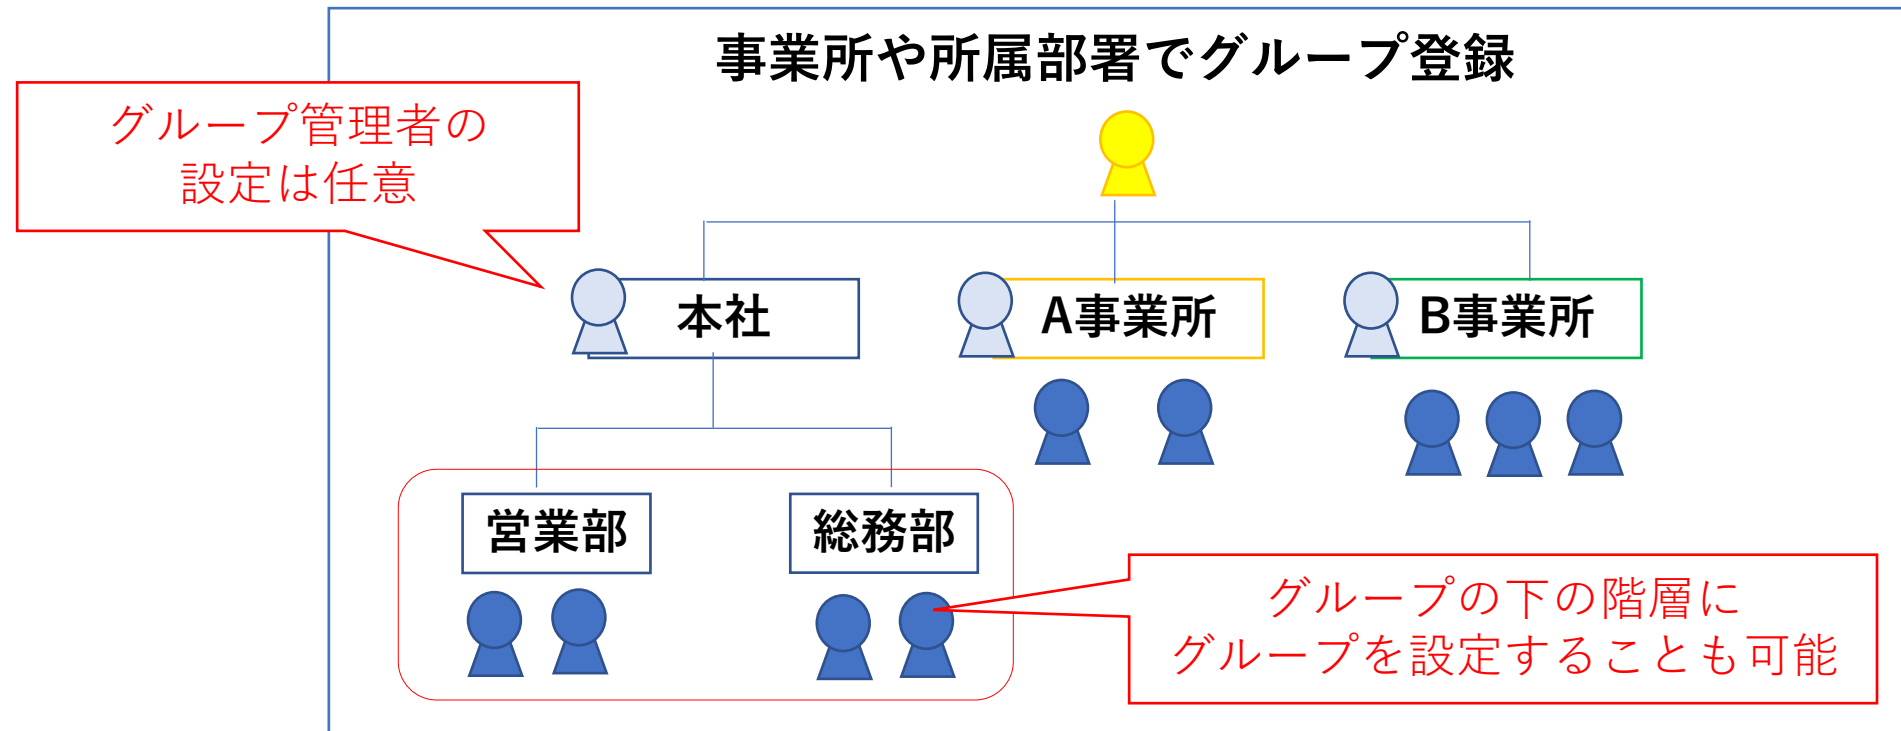 事業所や所属部署でグループ登録
グループ管理者の
設定は任意
本社
A事業所
B事業所
営業部
総務部
グループの下の階層に
グループを設定することも可能